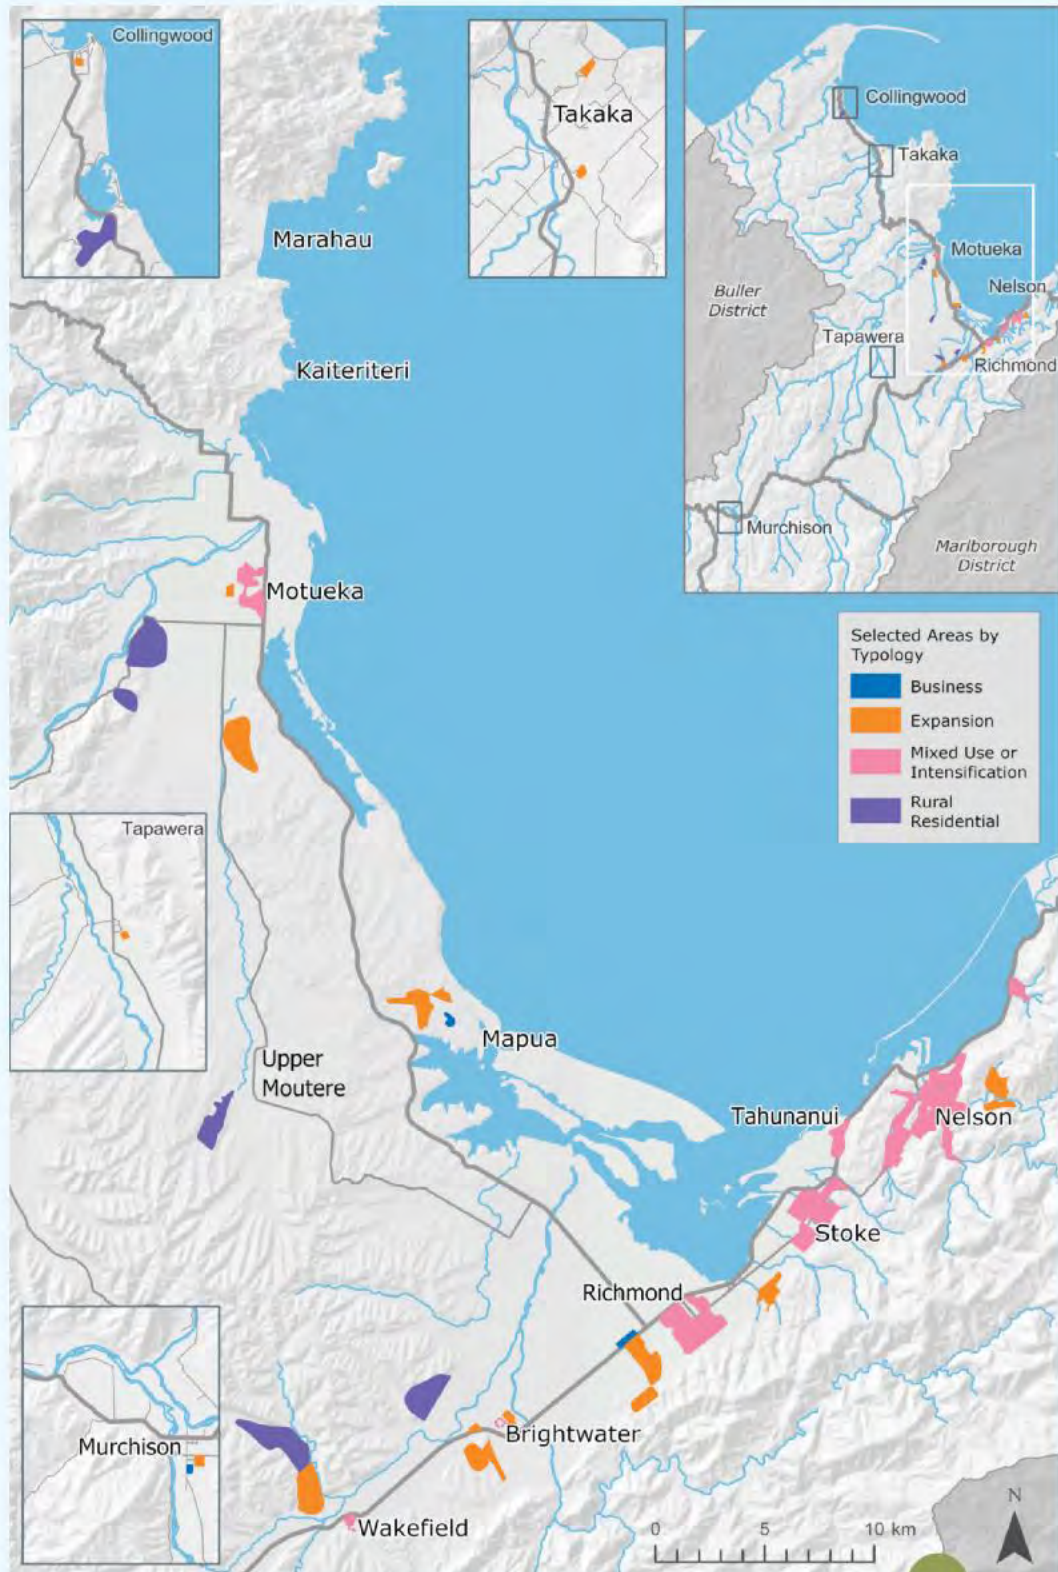 Collingwood
Takaka
Collingwood
Takaka
Marahau
Motueka
Nelson
Buller
District
Tapawera
Richmond
Kaiteriteri
Murchison
Marlborough
District
Motueka
Selected Areas by
Typology
Business
Expansion
Mixed Use or
Intensification
Rural
Residential
Tapawera
Mapua
Upper
Moutere
Tahunanui
Nelson
Stoke
Richmond
Murchison
Brightwater
Wakefield
0 5 10 km
N